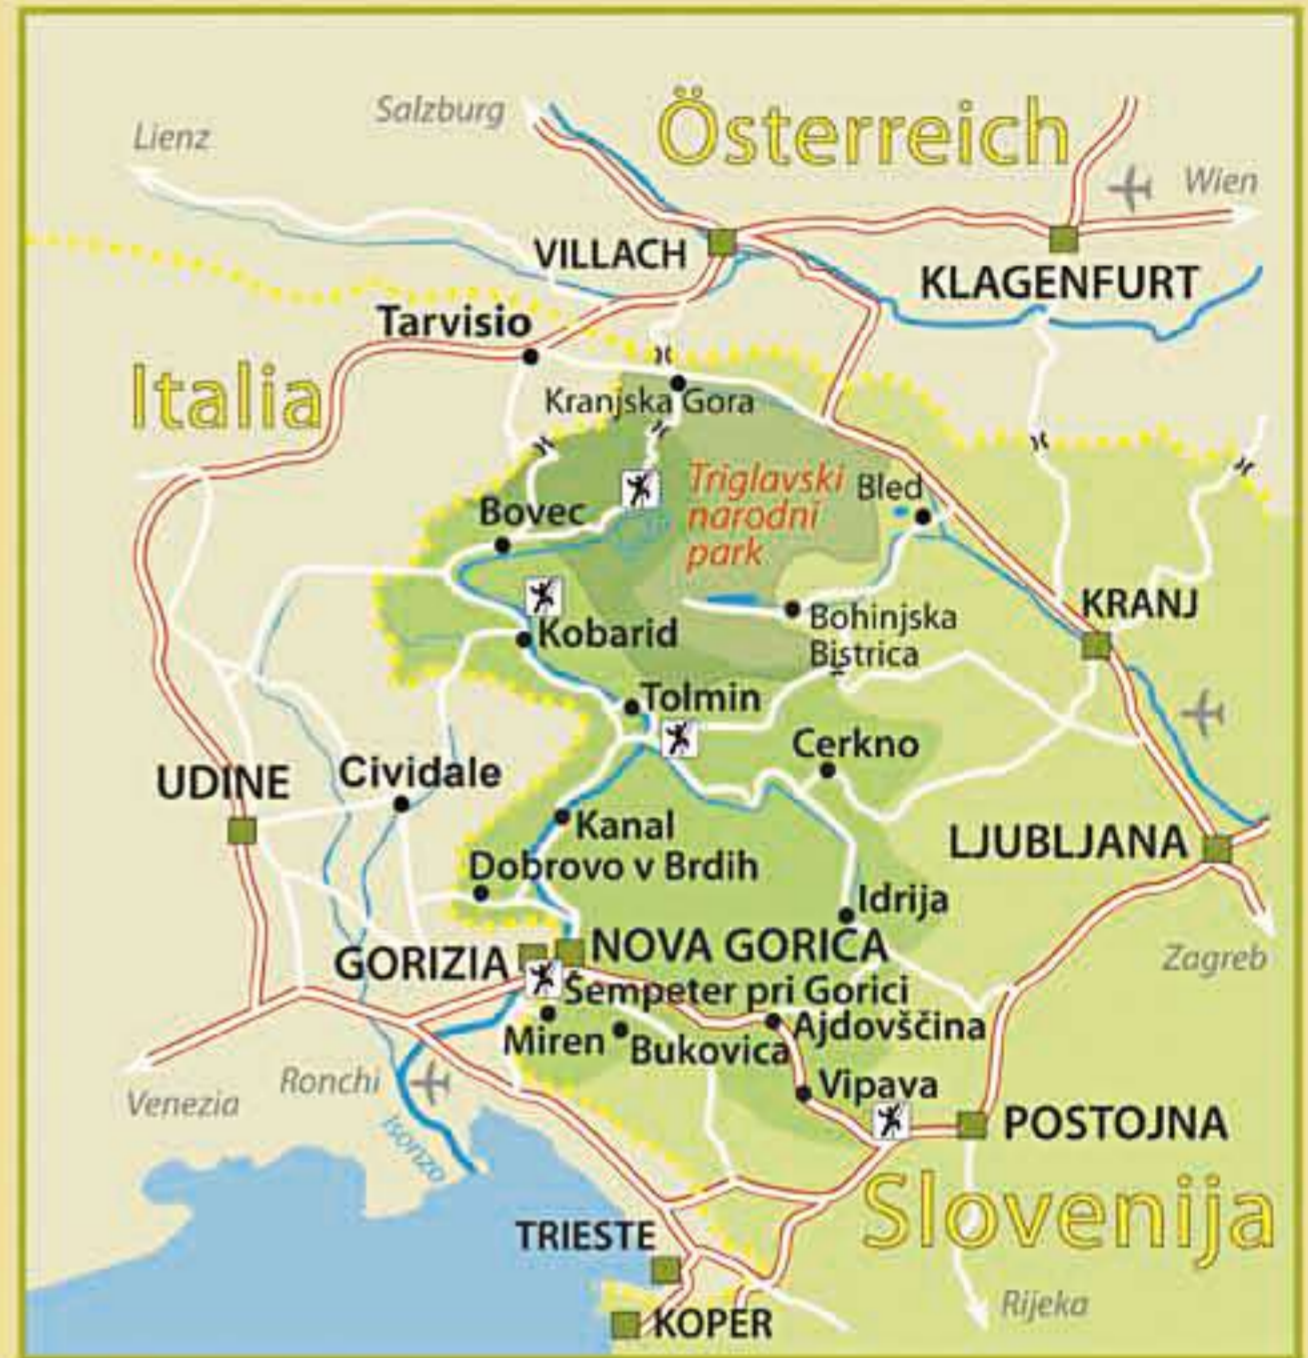 Salzburg
Österreich
Lienz
Wien
VILLACH
KLAGENFURT
Tarvisio
Italia
Kranjska Gora
Triglavski
narodni
park
Bled
Bovec
KRANJ
Bohinjska
Bistrica
Kobarid
Tolmin
Cerkno
UDINE
Cividale
Kanal
LJUBLJANA
Dobrovo v Brdih
Idrija
GORIZIA
NOVA GORICA
Zagreb
Šempeter pri Gorici
Miren
Bukovica
Ajdovščina
Ronchi
Venezia
Vipava
Isonzo
POSTOJNA
Slovenija
TRIESTE
Rijeka
KOPER